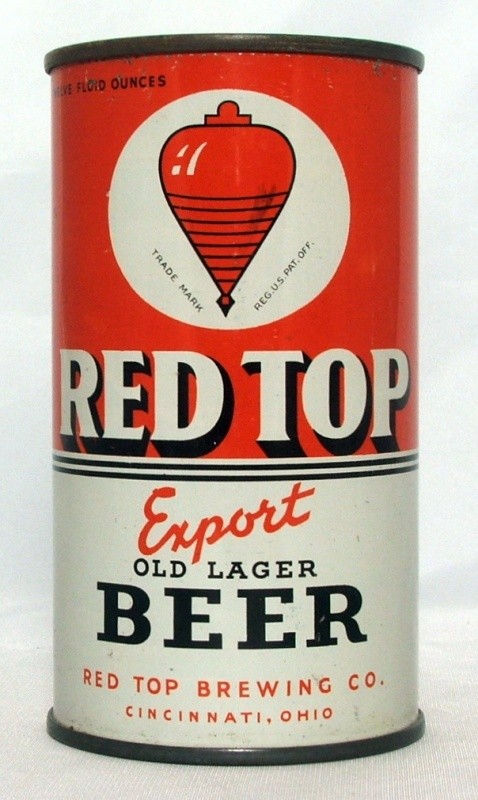 FLUID OUNCES
TRADE MARK
REG. U.S. PAT. OFF.
RED TOP
Export
OLD LAGER
BEER
RED TOP BREWING CO.
CINCINNATI, OHIO